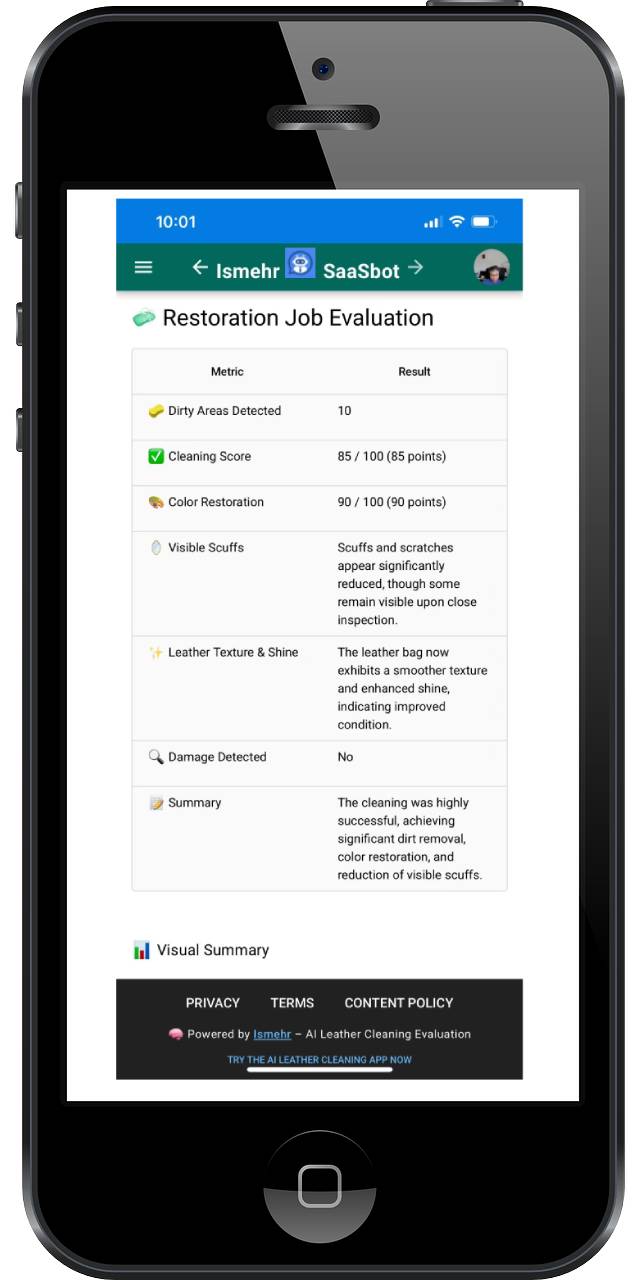 10:01
Ismehr SaaSbot
Restoration Job Evaluation
Metric Result
Dirty Areas Detected 10
Cleaning Score 85 / 100 (85 points)
Color Restoration 90 / 100 (90 points)
Visible Scuffs Scuffs and scratches
appear significantly
reduced, though some
remain visible upon close
inspection.
Leather Texture & Shine The leather bag now
exhibits a smoother texture
and enhanced shine,
indicating improved
condition.
Damage Detected No
Summary The cleaning was highly
successful, achieving
significant dirt removal,
color restoration, and
reduction of visible scuffs.
Visual Summary
PRIVACY TERMS CONTENT POLICY
Powered by Ismehr – AI Leather Cleaning Evaluation
TRY THE AI LEATHER CLEANING APP NOW